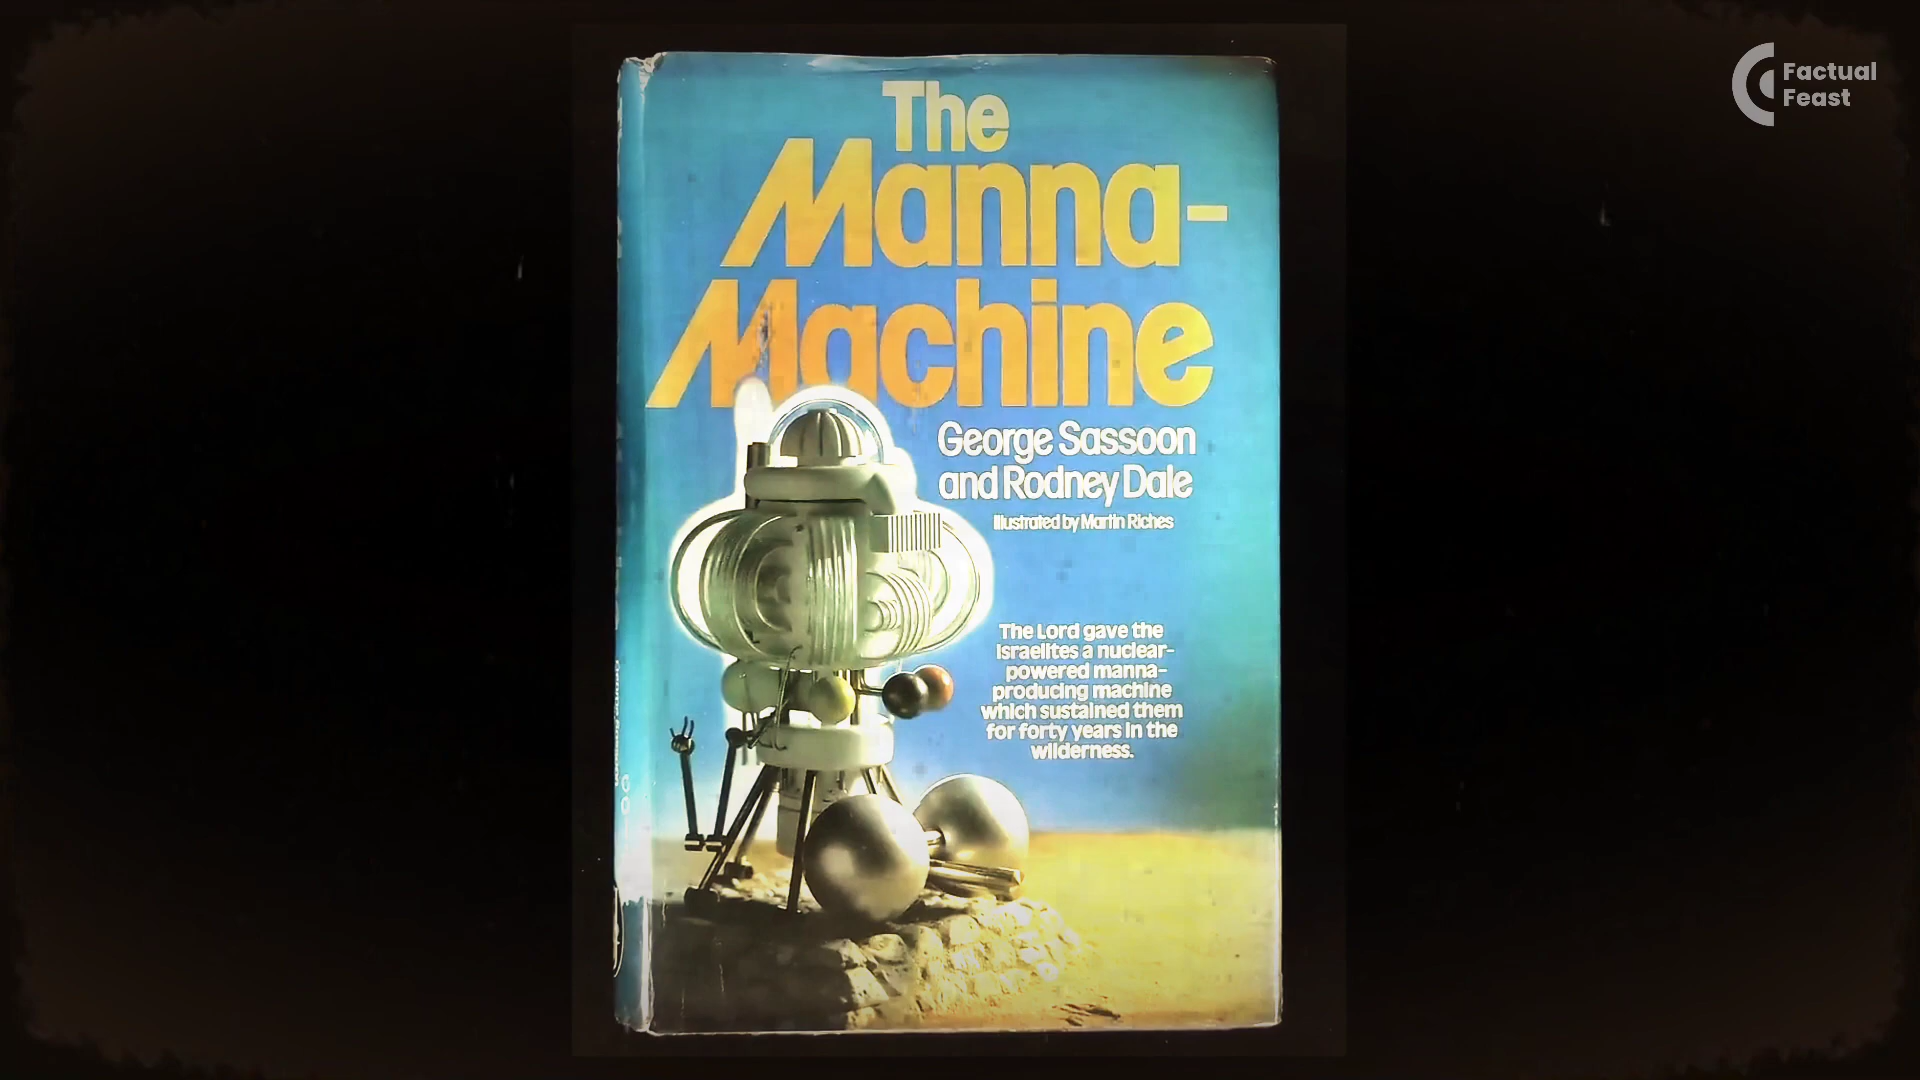 The
Manna-
Machine
George Sassoon
and Rodney Dale
Illustrated by Martin Riches
The Lord gave the
Israelites a nuclear-
powered manna-
producing machine
which sustained them
for forty years in the
wilderness.
Factual
Feast